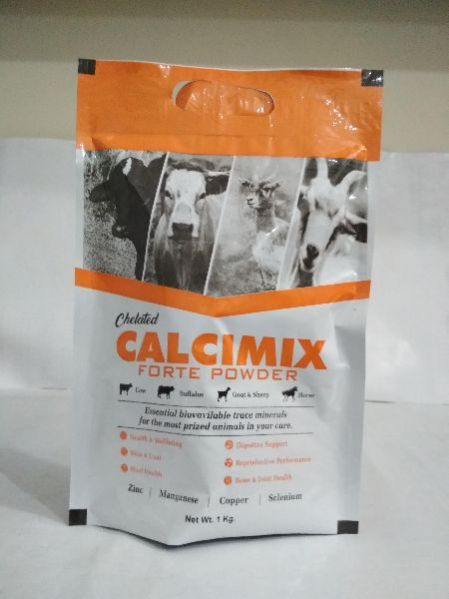 Chelated
CALCIMIX
FORTE POWDER
Cow Buffalos Goat & Sheep Horse
Essential biovavilable trace minerals
for the most prized animals in your care.
Health & Wellbeing Digestive Support
Skin & Coat Reproductive Performance
Hoof Health Bone & Joint Health
Zinc | Manganese | Copper | Selenium
Net Wt. 1 Kg.